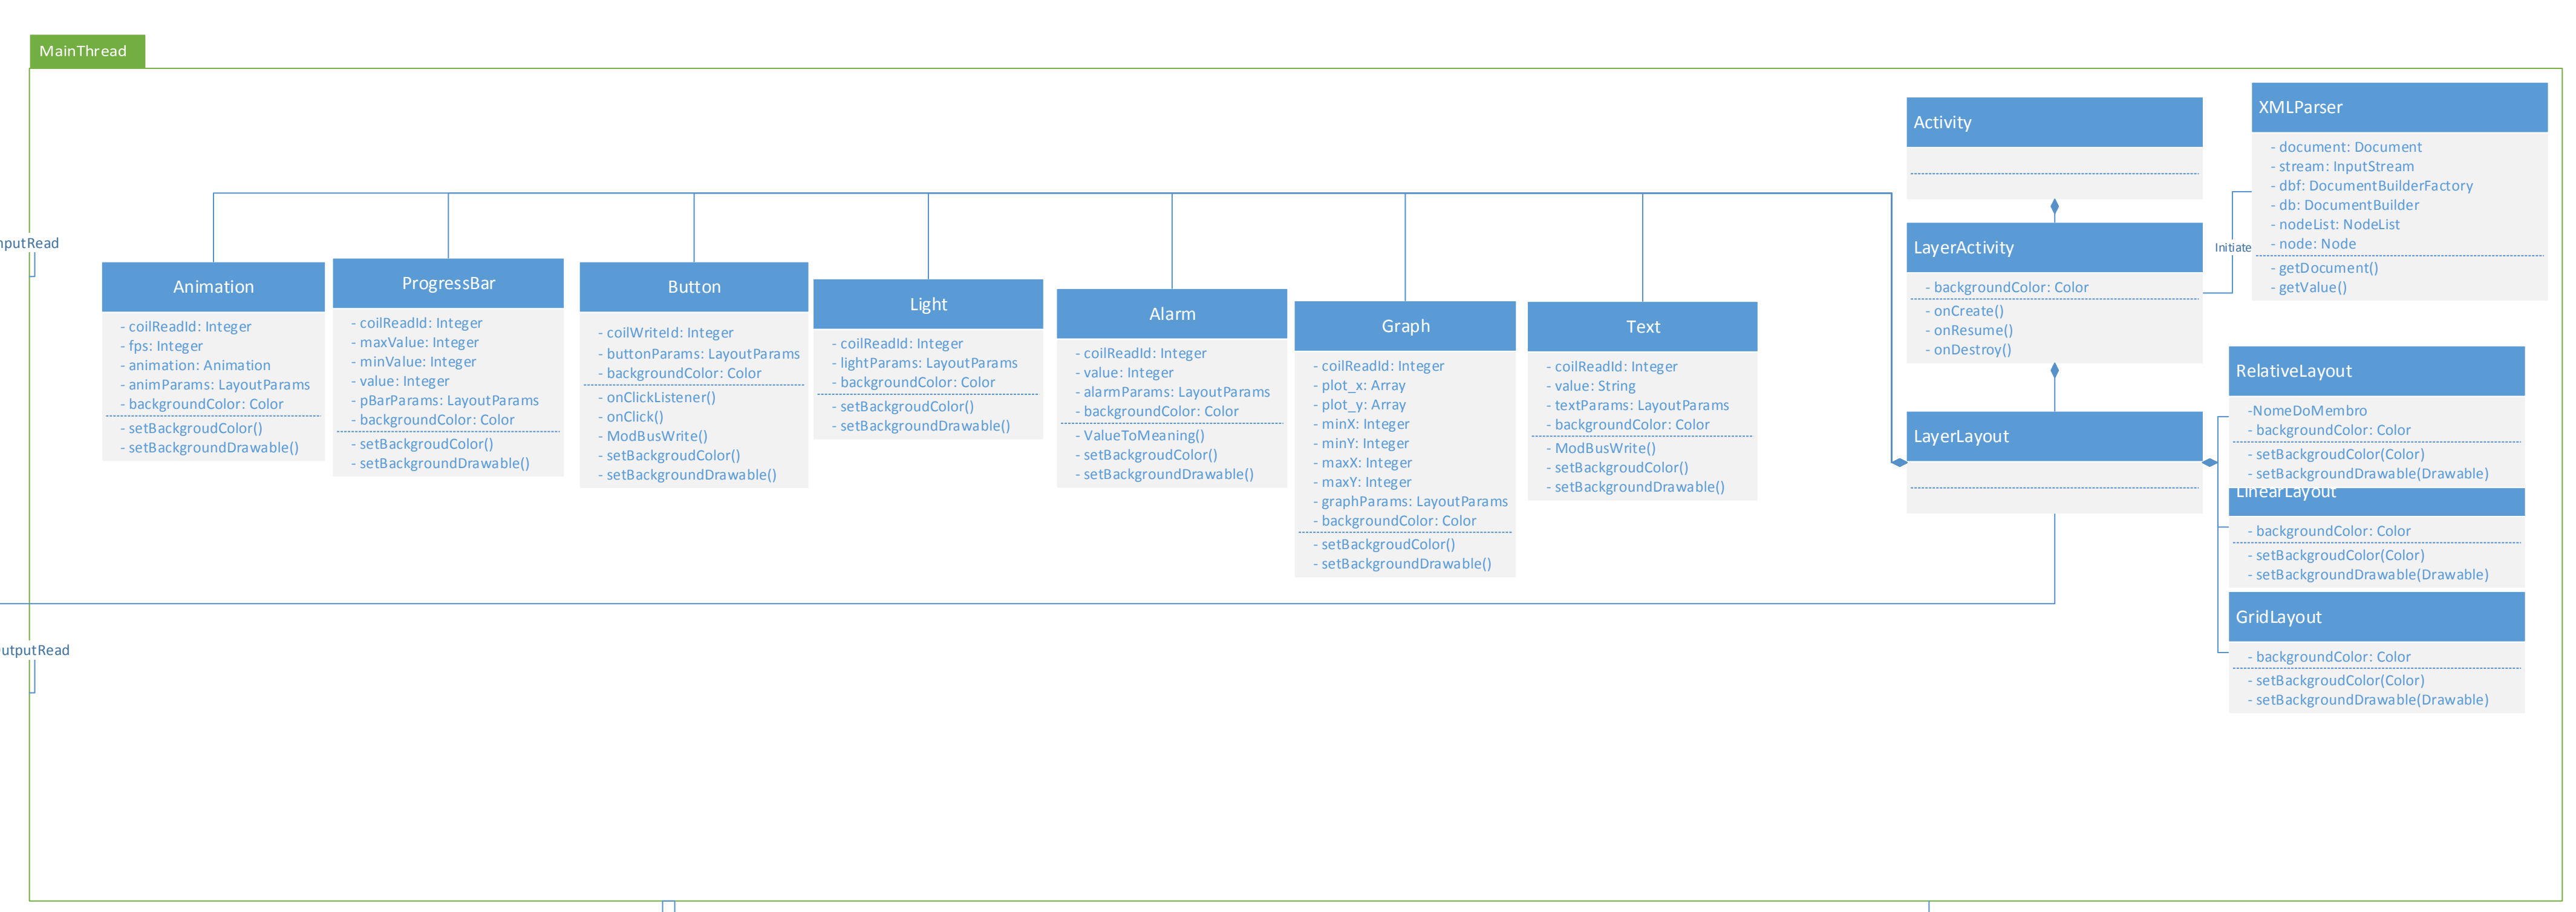 MainThread
nputRead
utputRead
Animation
- coilReadId: Integer
- fps: Integer
- animation: Animation
- animParams: LayoutParams
- backgroundColor: Color
- setBackgroudColor()
- setBackgroundDrawable()
ProgressBar
- coilReadId: Integer
- maxValue: Integer
- minValue: Integer
- value: Integer
- pBarParams: LayoutParams
- backgroundColor: Color
- setBackgroudColor()
- setBackgroundDrawable()
Button
- coilWriteId: Integer
- buttonParams: LayoutParams
- backgroundColor: Color
- onClickListener()
- onClick()
- ModBusWrite()
- setBackgroudColor()
- setBackgroundDrawable()
Light
- coilReadId: Integer
- lightParams: LayoutParams
- backgroundColor: Color
- setBackgroudColor()
- setBackgroundDrawable()
Alarm
- coilReadId: Integer
- value: Integer
- alarmParams: LayoutParams
- backgroundColor: Color
- ValueToMeaning()
- setBackgroudColor()
- setBackgroundDrawable()
Graph
- coilReadId: Integer
- plot_x: Array
- plot_y: Array
- minX: Integer
- minY: Integer
- maxX: Integer
- maxY: Integer
- graphParams: LayoutParams
- backgroundColor: Color
- setBackgroudColor()
- setBackgroundDrawable()
Text
- coilReadId: Integer
- value: String
- textParams: LayoutParams
- backgroundColor: Color
- ModBusWrite()
- setBackgroudColor()
- setBackgroundDrawable()
Activity
LayerActivity
- backgroundColor: Color
- onCreate()
- onResume()
- onDestroy()
LayerLayout
Initiate
XMLParser
- document: Document
- stream: InputStream
- dbf: DocumentBuilderFactory
- db: DocumentBuilder
- nodeList: NodeList
- node: Node
- getDocument()
- getValue()
RelativeLayout
-NomeDoMembro
- backgroundColor: Color
- setBackgroudColor(Color)
- setBackgroundDrawable(Drawable)
LinearLayout
- backgroundColor: Color
- setBackgroudColor(Color)
- setBackgroundDrawable(Drawable)
GridLayout
- backgroundColor: Color
- setBackgroudColor(Color)
- setBackgroundDrawable(Drawable)